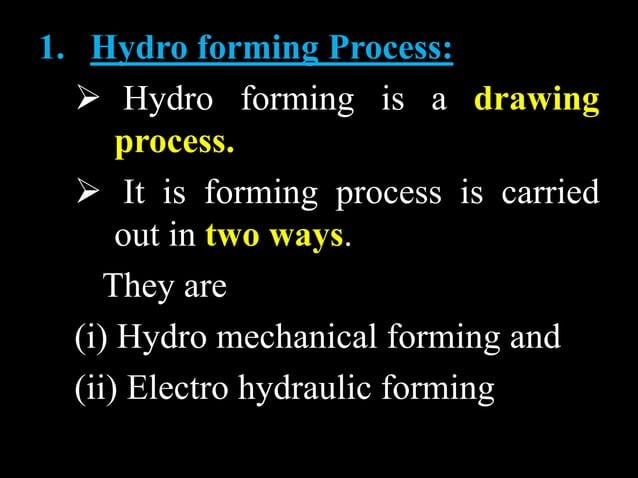 1. Hydro forming Process:
➢ Hydro forming is a drawing
process.
➢ It is forming process is carried
out in two ways.
They are
(i) Hydro mechanical forming and
(ii) Electro hydraulic forming